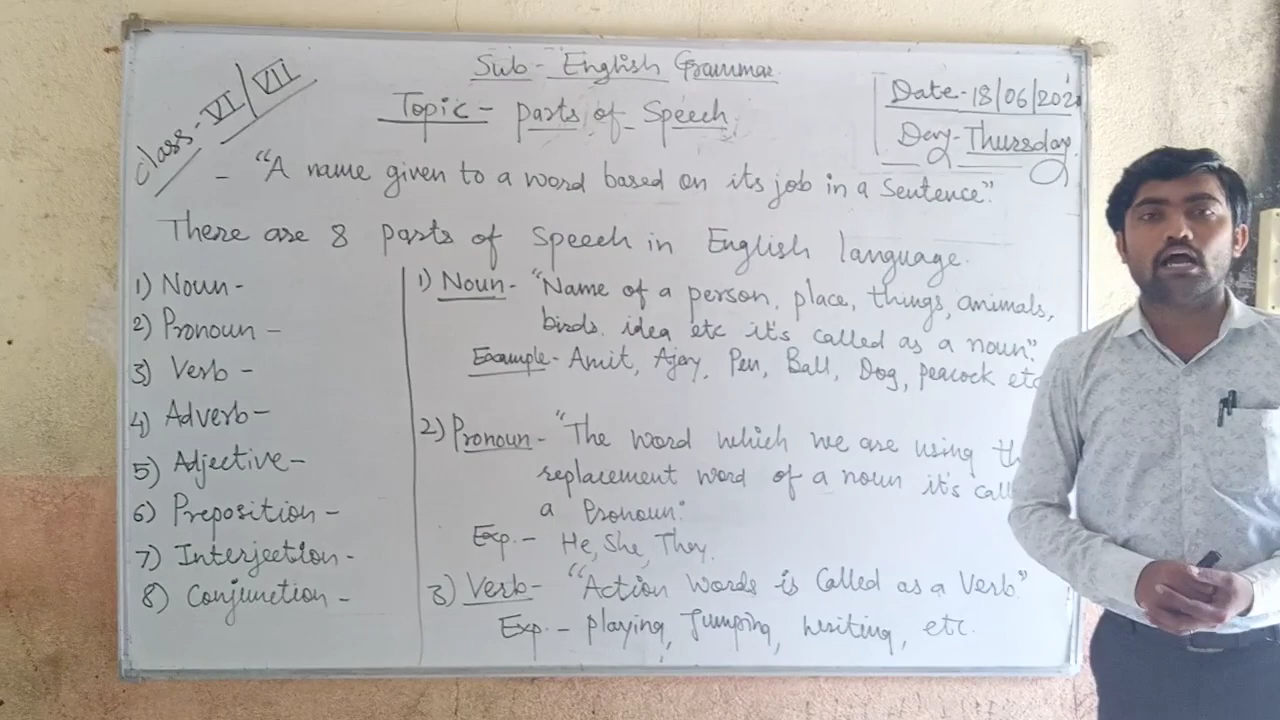 Sub - English Grammar
Class - VI/VII
Topic - Parts of Speech
Date - 18/06/202
Day - Thursday
- "A name given to a word based on its job in a Sentence".
There are 8 parts of Speech in English language.
1) Noun -
2) Pronoun -
3) Verb -
4) Adverb -
5) Adjective -
6) Preposition -
7) Interjection -
8) Conjunction -
1) Noun - "Name of a person, place, things, animals,
birds. idea etc it's called as a noun".
Example - Amit, Ajay, Pen, Ball, Dog, peacock etc
2) Pronoun - "The word which we are using th
replacement word of a noun it's call
a Pronoun".
Exp. - He, She, They.
3) Verb - "Action Words is Called as a Verb".
Exp. - playing, Jumping, writing, etc.